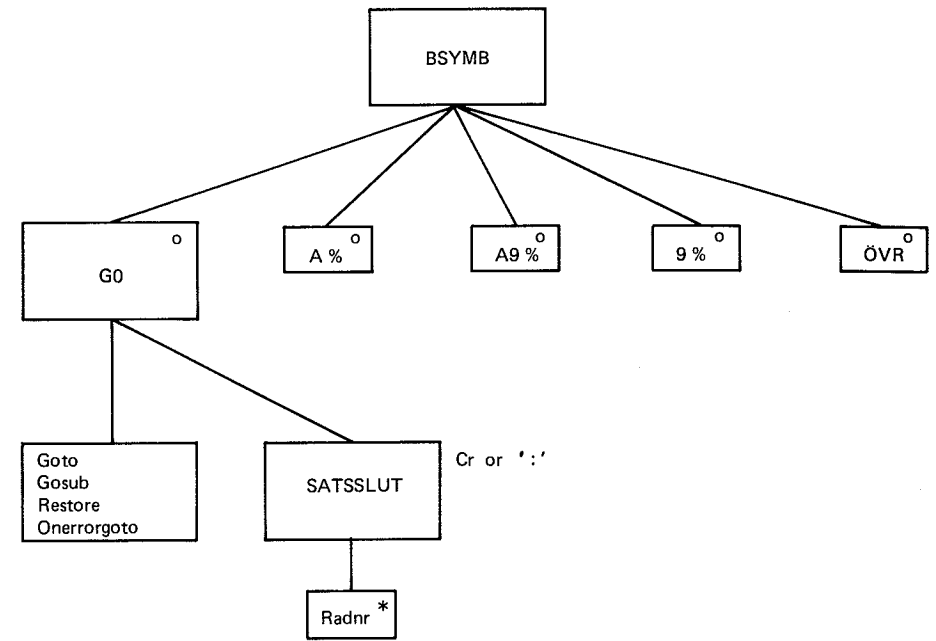 BSYMB
o
G0
o
A %
o
A9 %
o
9 %
o
ÖVR
Goto
Gosub
Restore
Onerrorgoto
SATSSLUT
Cr or ':'
Radnr *